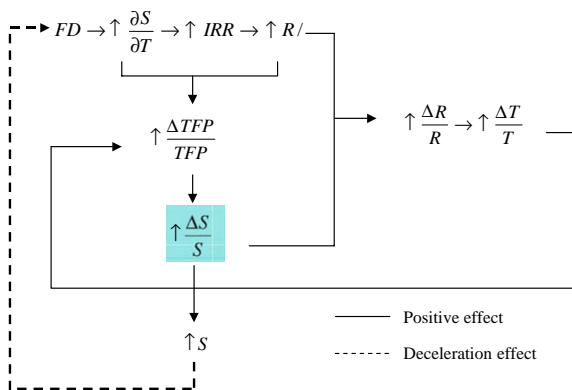 FD → ↑ ∂S/∂T → ↑ IRR → ↑ R/
↑ ΔTFP/TFP
↑ ΔR/R → ↑ ΔT/T
↑ ΔS/S
↑S
Positive effect
Deceleration effect